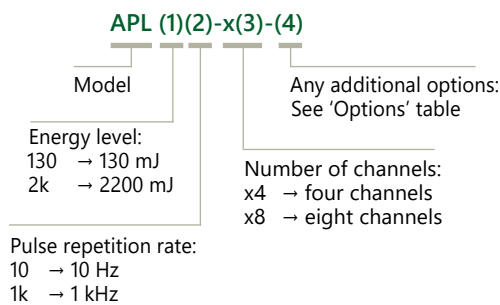 APL (1)(2)-x(3)-(4)
Model
Any additional options:
See ‘Options’ table
Energy level:
130 → 130 mJ
2k → 2200 mJ
Number of channels:
x4 → four channels
x8 → eight channels
Pulse repetition rate:
10 → 10 Hz
1k → 1 kHz